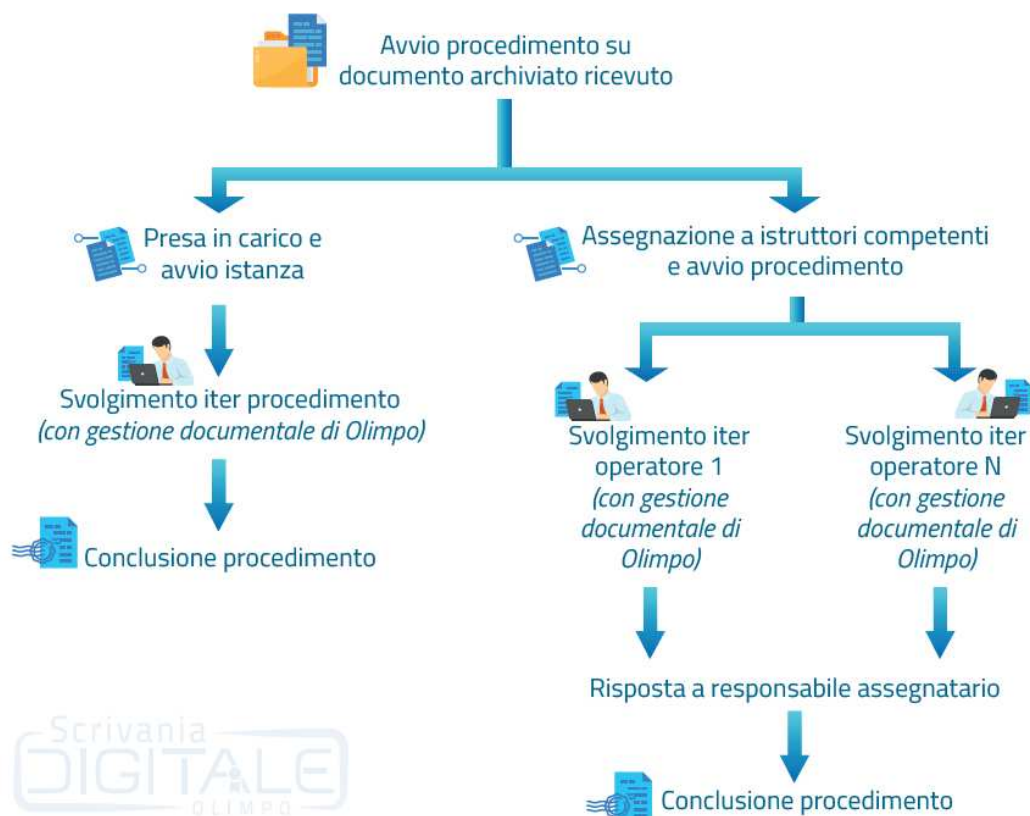 Avvio procedimento su
documento archiviato ricevuto
Presa in carico e
avvio istanza
Assegnazione a istruttori competenti
e avvio procedimento
Svolgimento iter procedimento
(con gestione documentale di Olimpo)
Svolgimento iter
operatore 1
(con gestione
documentale di
Olimpo)
Svolgimento iter
operatore N
(con gestione
documentale di
Olimpo)
Conclusione procedimento
Risposta a responsabile assegnatario
Conclusione procedimento
Scrivania
DIGITALE
OLIMPO